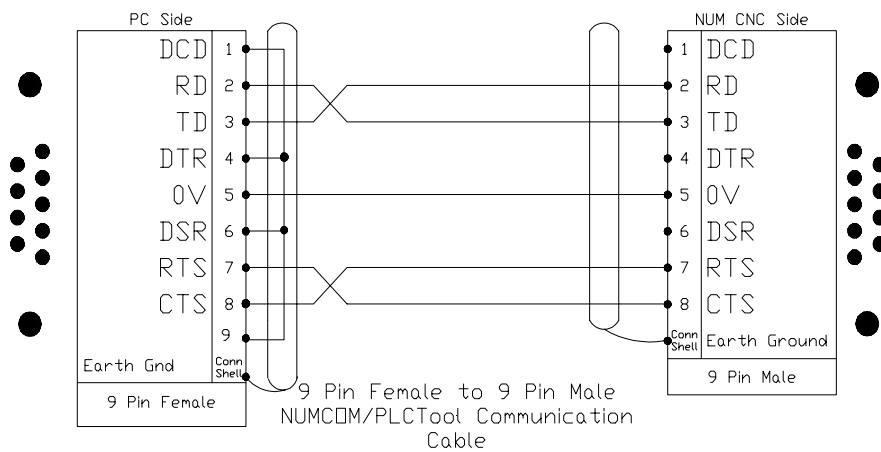 PC Side
NUM CNC Side
DCD 1
RD 2
TD 3
DTR 4
0V 5
DSR 6
RTS 7
CTS 8
9
Earth Gnd
Conn
Shell
9 Pin Female
1 DCD
2 RD
3 TD
4 DTR
5 0V
6 DSR
7 RTS
8 CTS
Conn
Shell
Earth Ground
9 Pin Male
9 Pin Female to 9 Pin Male
NUMCOM/PLCTool Communication
Cable